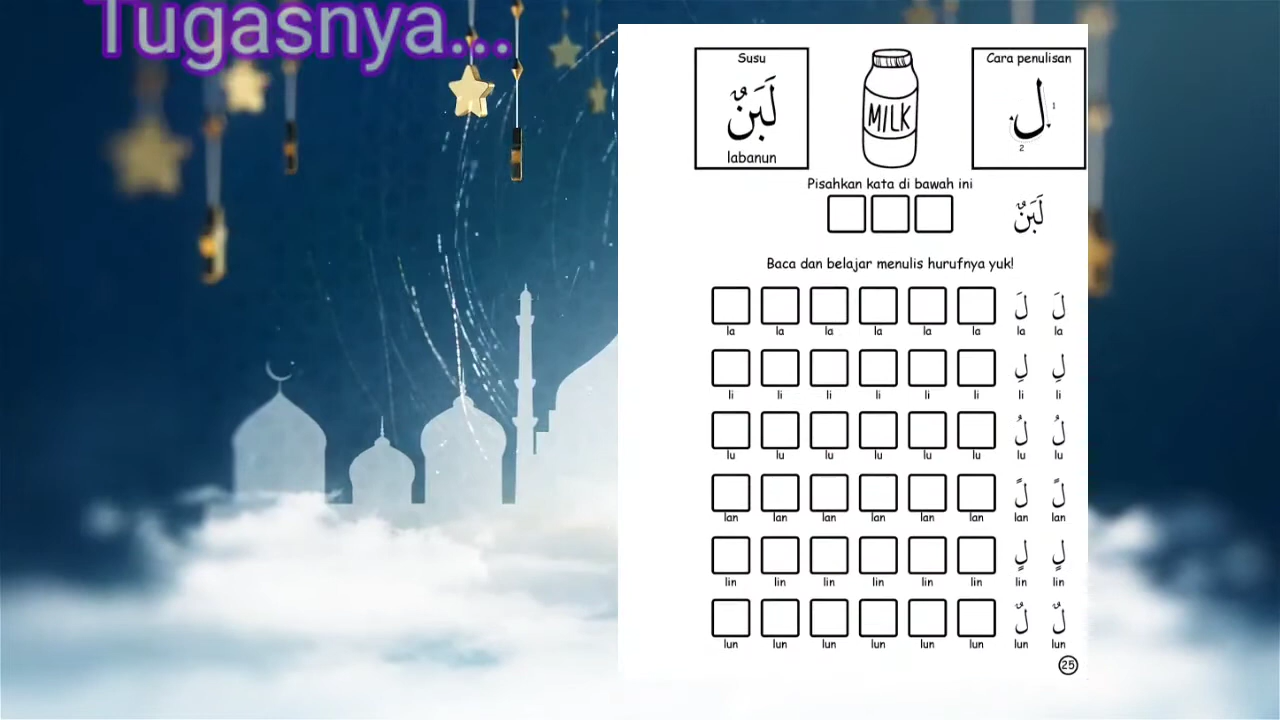 Tugasnya...
Susu
لَبَنٌ
labanun
MILK
Cara penulisan
ل
1
2
Pisahkan kata di bawah ini
لَبَنٌ
Baca dan belajar menulis hurufnya yuk!
لَ لَ
la la la la la la la la
لِ لِ
li li li li li li li li
لُ لُ
lu lu lu lu lu lu lu lu
لً لً
lan lan lan lan lan lan lan lan
لٍ لٍ
lin lin lin lin lin lin lin lin
لٌ لٌ
lun lun lun lun lun lun lun lun
25